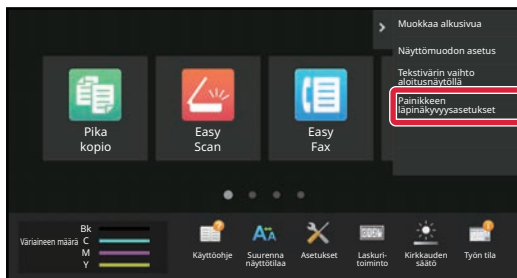 Muokkaa alkusivua
Näyttömuodon asetus
Tekstivärin vaihto
aloitusnäytöllä
Painikkeen
läpinäkyvyysasetukset
Pika
kopio
Easy
Scan
Easy
Fax
Väriaineen määrä
Bk
C
M
Y
Käyttöohje
Suurenna
näyttötilaa
Asetukset
Laskuri-
toiminto
Kirkkauden
säätö
Työn tila